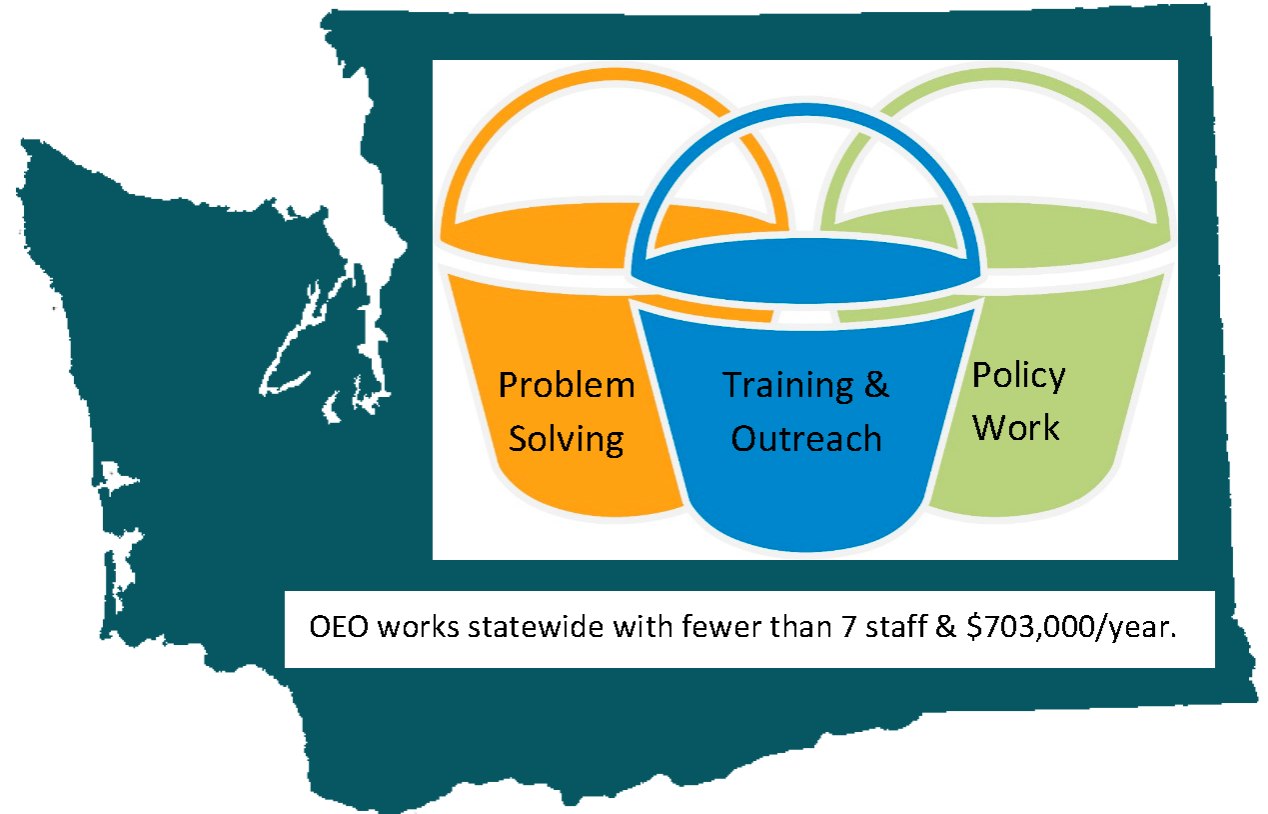 Problem
Solving
Training &
Outreach
Policy
Work
OEO works statewide with fewer than 7 staff & $703,000/year.